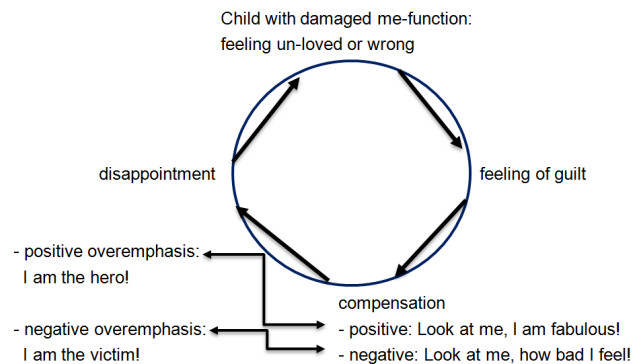 Child with damaged me-function:
feeling un-loved or wrong
disappointment
feeling of guilt
- positive overemphasis:
I am the hero!
compensation
- positive: Look at me, I am fabulous!
- negative overemphasis:
I am the victim!
- negative: Look at me, how bad I feel!